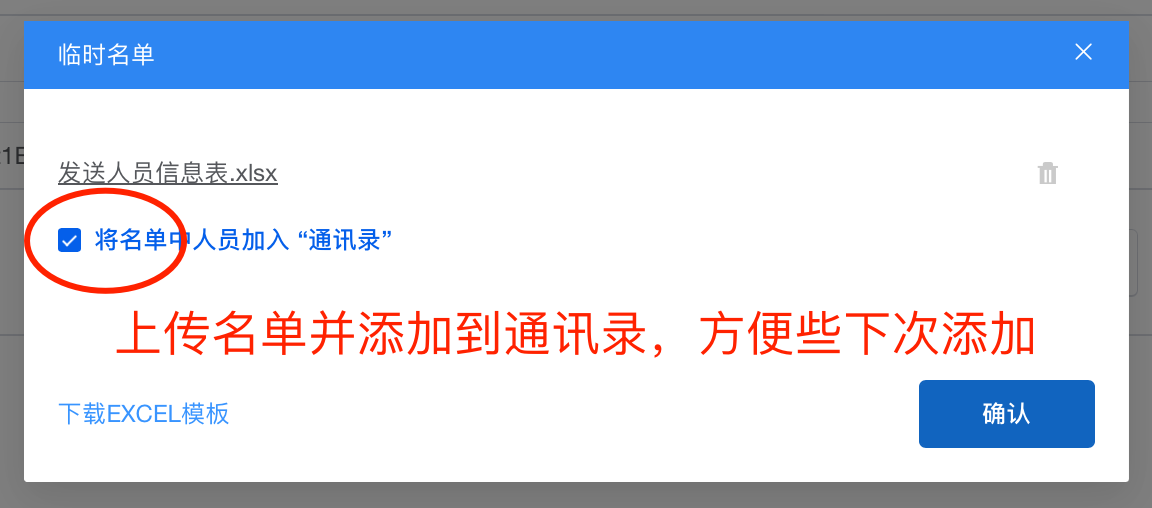 临时名单
发送人员信息表.xlsx
将名单中人员加入 “通讯录”
上传名单并添加到通讯录，方便些下次添加
下载EXCEL模板
确认